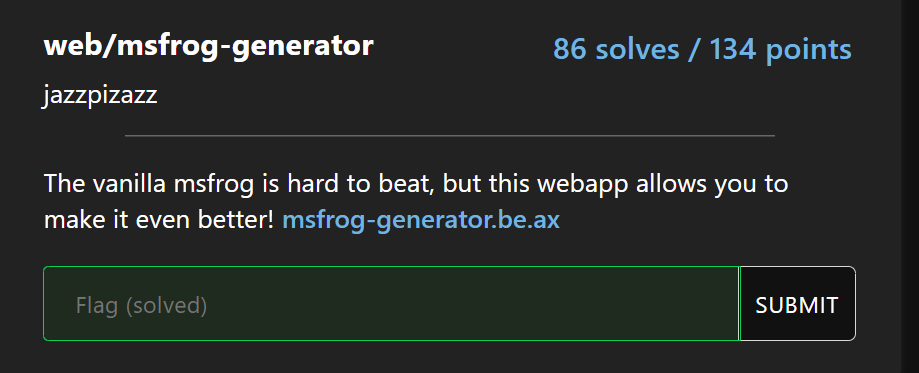 web/msfrog-generator
86 solves / 134 points
jazzpizazz
The vanilla msfrog is hard to beat, but this webapp allows you to
make it even better! msfrog-generator.be.ax
Flag (solved)
SUBMIT